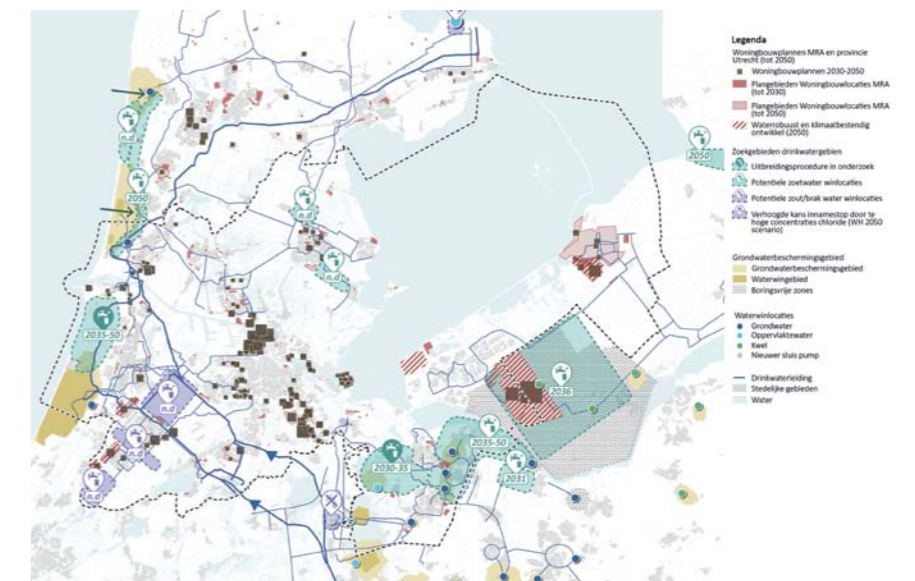 Legenda
Woningbouwplannen MRA en provincie
Utrecht (tot 2050)
Woningbouwplannen 2030-2050
Plangebieden Woningbouwlocaties MRA
(tot 2030)
Plangebieden Woningbouwlocaties MRA
(tot 2050)
Waterrobuust en klimaatbestendig
ontwikkel (2050)
Zoekgebieden drinkwatergebien
Uitbreidingsprocedure in onderzoek
Potentiele zoetwater winlocaties
Potentiele zout/brak water winlocaties
Verhoogde kans innamestop door te
hoge concentraties chloride (WH 2050
scenario)
Grondwaterbeschermingsgebied
Grondwaterbeschermingsgebied
Waterwingebied
Boringsvrije zones
Waterwinlocaties
Grondwater
Oppervlaktewater
Kwel
Nieuwer sluis pump
Drinkwaterleiding
Stedelijke gebieden
Water
n.d
2050
2050
n.d
n.d
2035-50
2036
n.d
n.d
n.d
2035-50
2030-35
2031